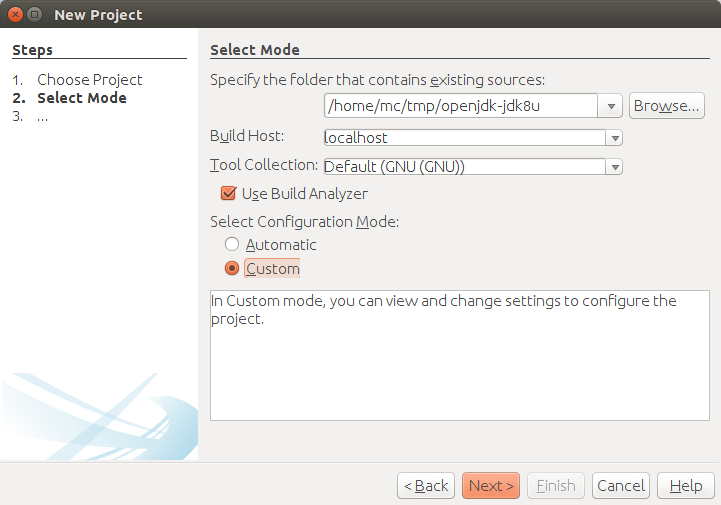 New Project
Steps
1. Choose Project
2. Select Mode
3. ...
Select Mode
Specify the folder that contains existing sources:
/home/mc/tmp/openjdk-jdk8u
Browse...
Build Host:
localhost
Tool Collection:
Default (GNU (GNU))
Use Build Analyzer
Select Configuration Mode:
Automatic
Custom
In Custom mode, you can view and change settings to configure the
project.
< Back
Next >
Finish
Cancel
Help